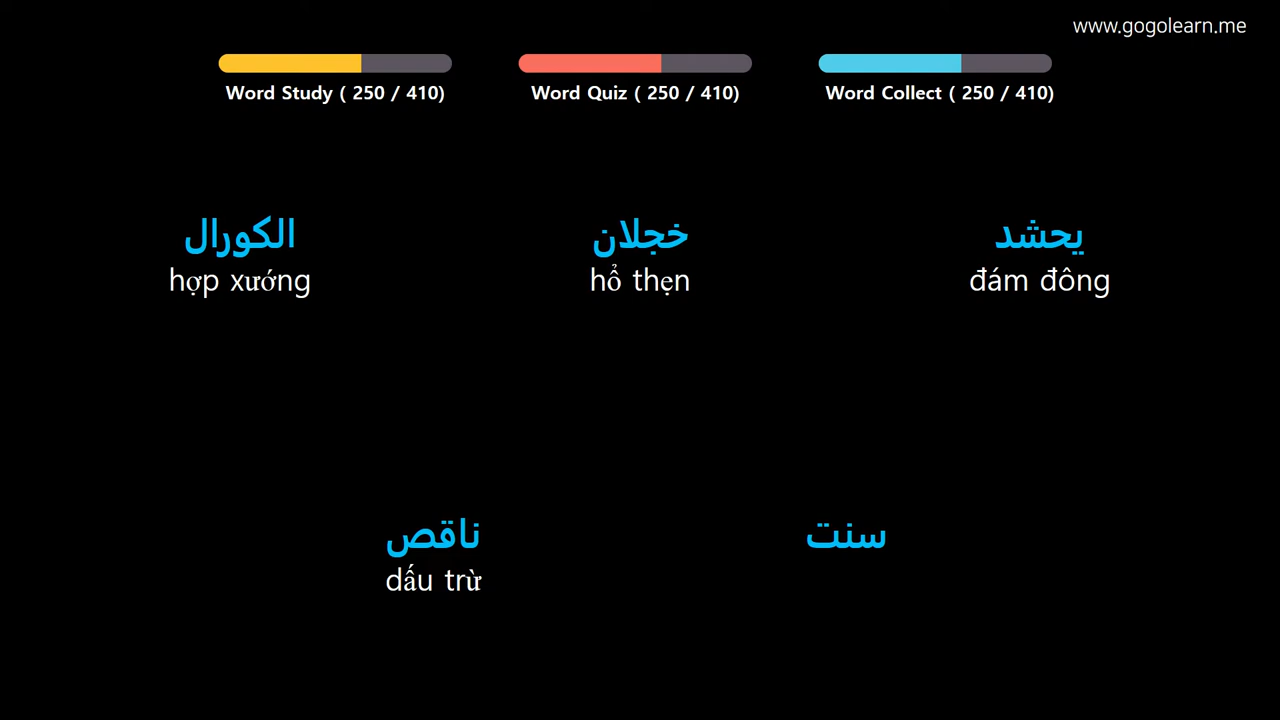 www.gogolearn.me
Word Study ( 250 / 410)
Word Quiz ( 250 / 410)
Word Collect ( 250 / 410)
الكورال
hợp xướng
خجلان
hổ thẹn
يحشد
đám đông
ناقص
dấu trừ
سنت